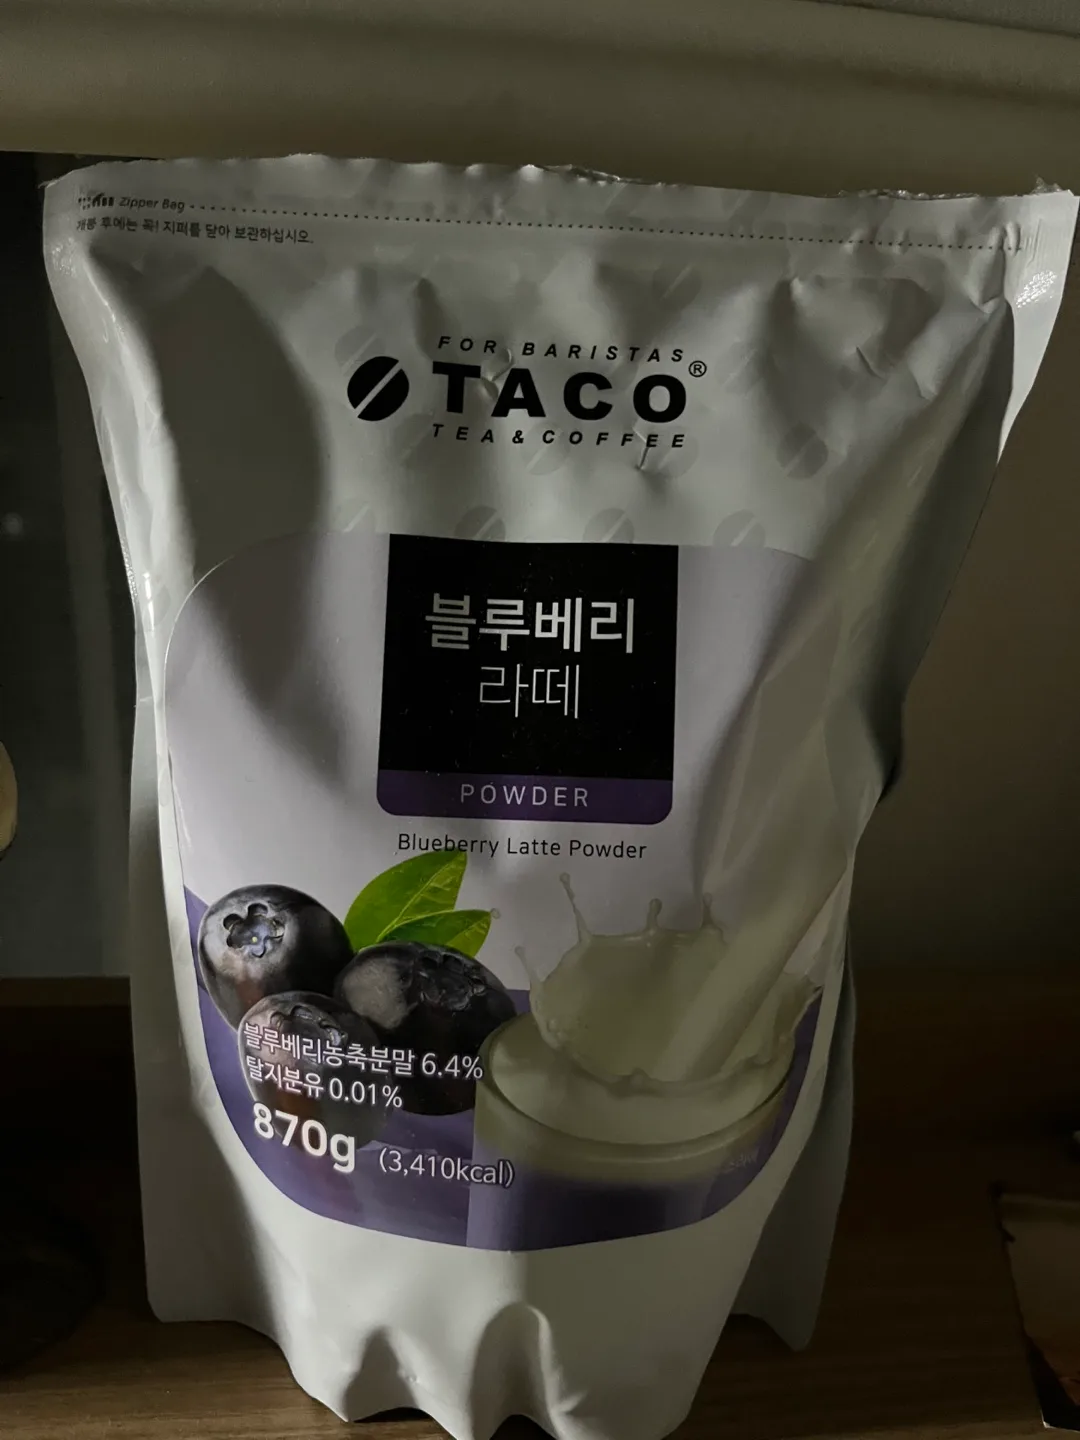 Zipper Bag
개봉 후에는 꼭! 지퍼를 닫아 보관하십시오.
FOR BARISTAS
TACO®
TEA & COFFEE
블루베리
라떼
POWDER
Blueberry Latte Powder
블루베리농축분말 6.4%
탈지분유 0.01%
870g (3,410kcal)